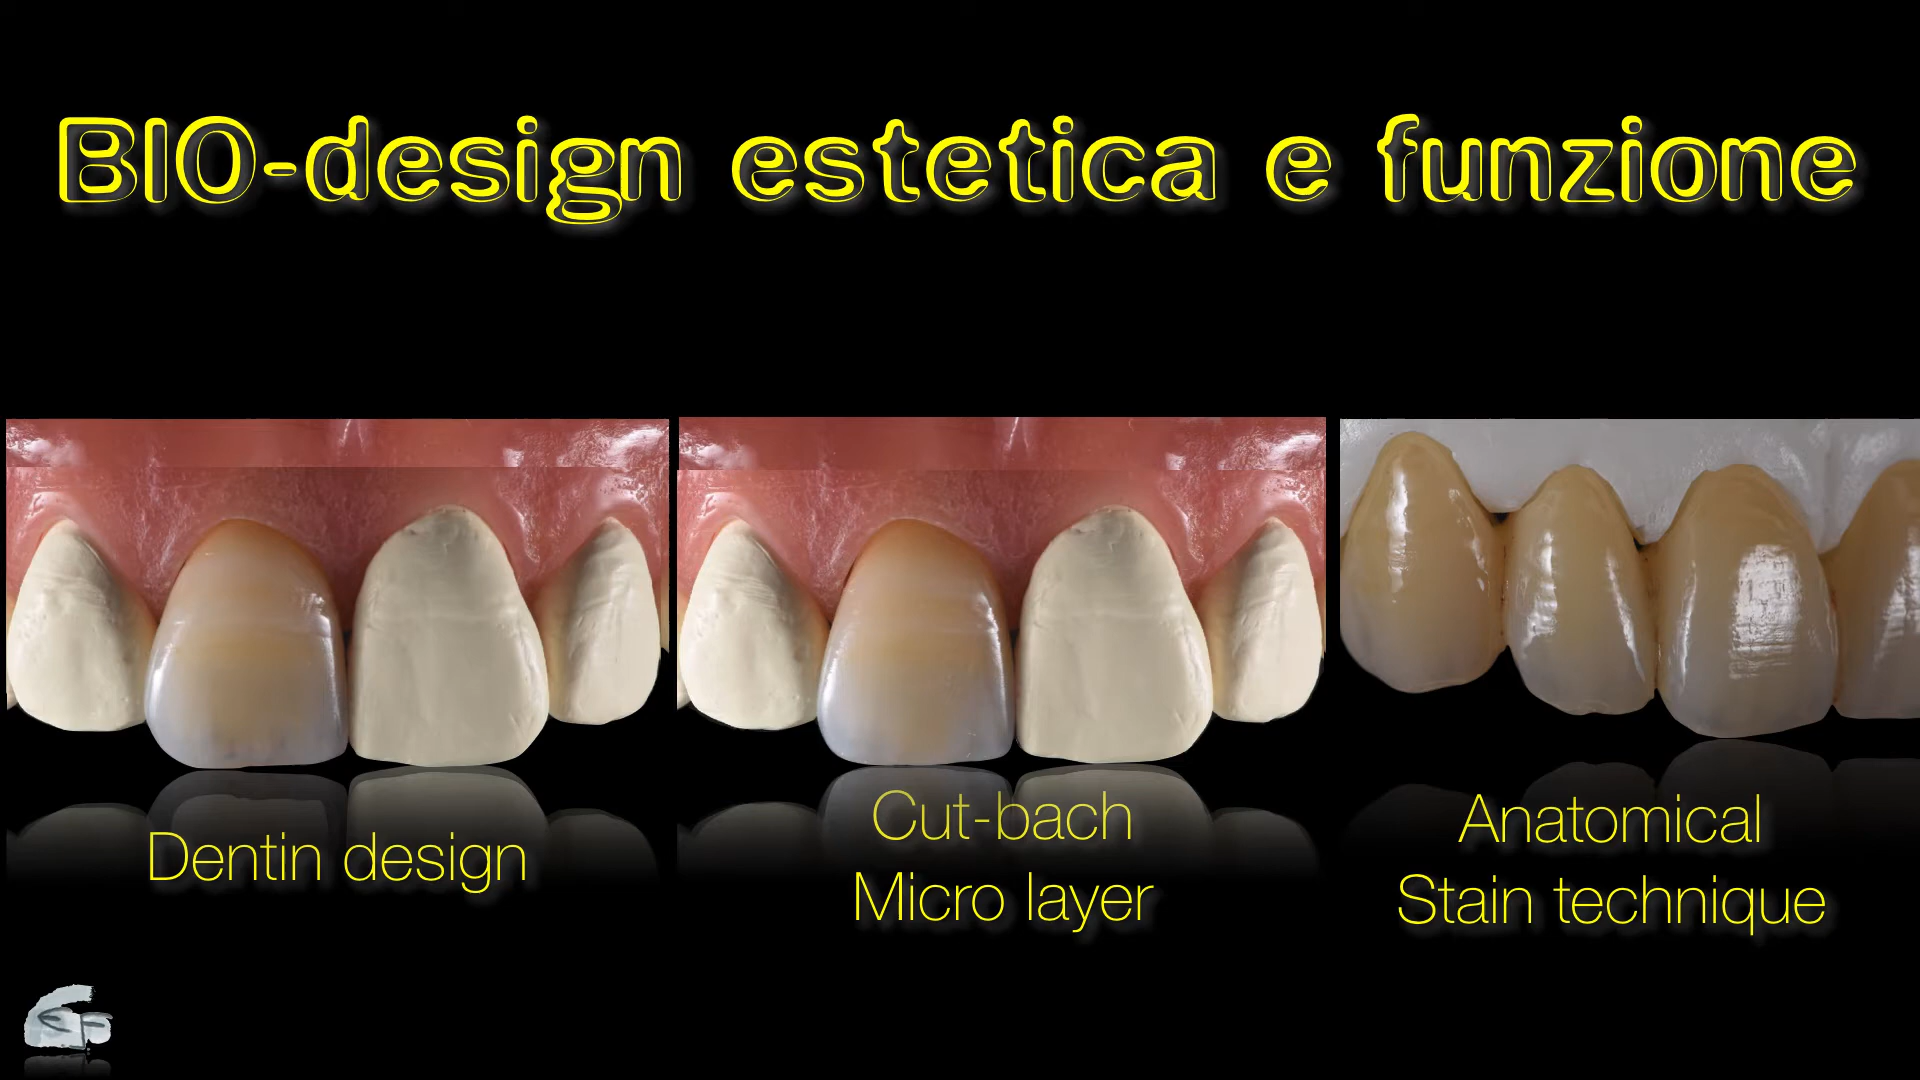 BIO-design estetica e funzione
Dentin design
Cut-bach
Micro layer
Anatomical
Stain technique